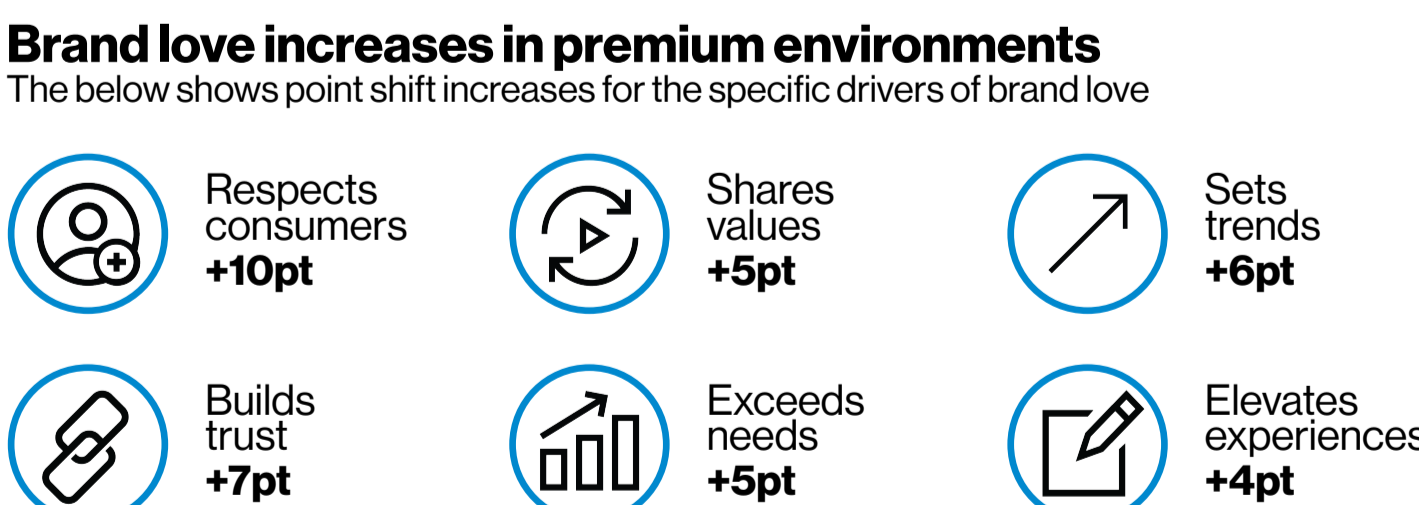 Brand love increases in premium environments
The below shows point shift increases for the specific drivers of brand love
Respects
consumers
+10pt
Shares
values
+5pt
Sets
trends
+6pt
Builds
trust
+7pt
Exceeds
needs
+5pt
Elevates
experiences
+4pt